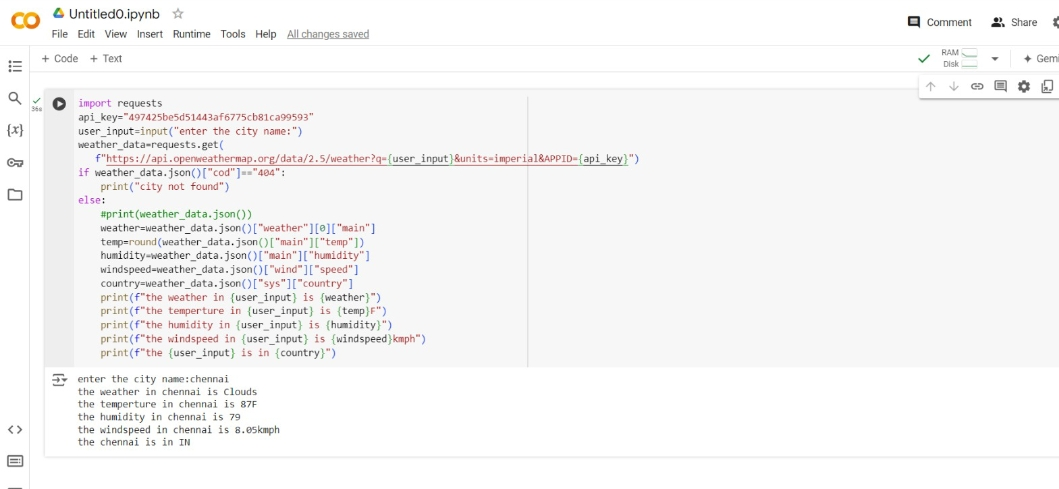 Untitled0.ipynb
File Edit View Insert Runtime Tools Help All changes saved
Comment Share
+ Code + Text
RAM
Disk
Gemi
36s
import requests
api_key="497425be5d51443af6775cb81ca99593"
user_input=input("enter the city name:")
weather_data=requests.get(
f"https://api.openweathermap.org/data/2.5/weather?q={user_input}&units=imperial&APPID={api_key}")
if weather_data.json()["cod"]=="404":
print("city not found")
else:
#print(weather_data.json())
weather=weather_data.json()["weather"][0]["main"]
temp=round(weather_data.json()["main"]["temp"])
humidity=weather_data.json()["main"]["humidity"]
windspeed=weather_data.json()["wind"]["speed"]
country=weather_data.json()["sys"]["country"]
print(f"the weather in {user_input} is {weather}")
print(f"the temperture in {user_input} is {temp}F")
print(f"the humidity in {user_input} is {humidity}")
print(f"the windspeed in {user_input} is {windspeed}kmph")
print(f"the {user_input} is in {country}")
enter the city name:chennai
the weather in chennai is Clouds
the temperture in chennai is 87F
the humidity in chennai is 79
the windspeed in chennai is 8.05kmph
the chennai is in IN